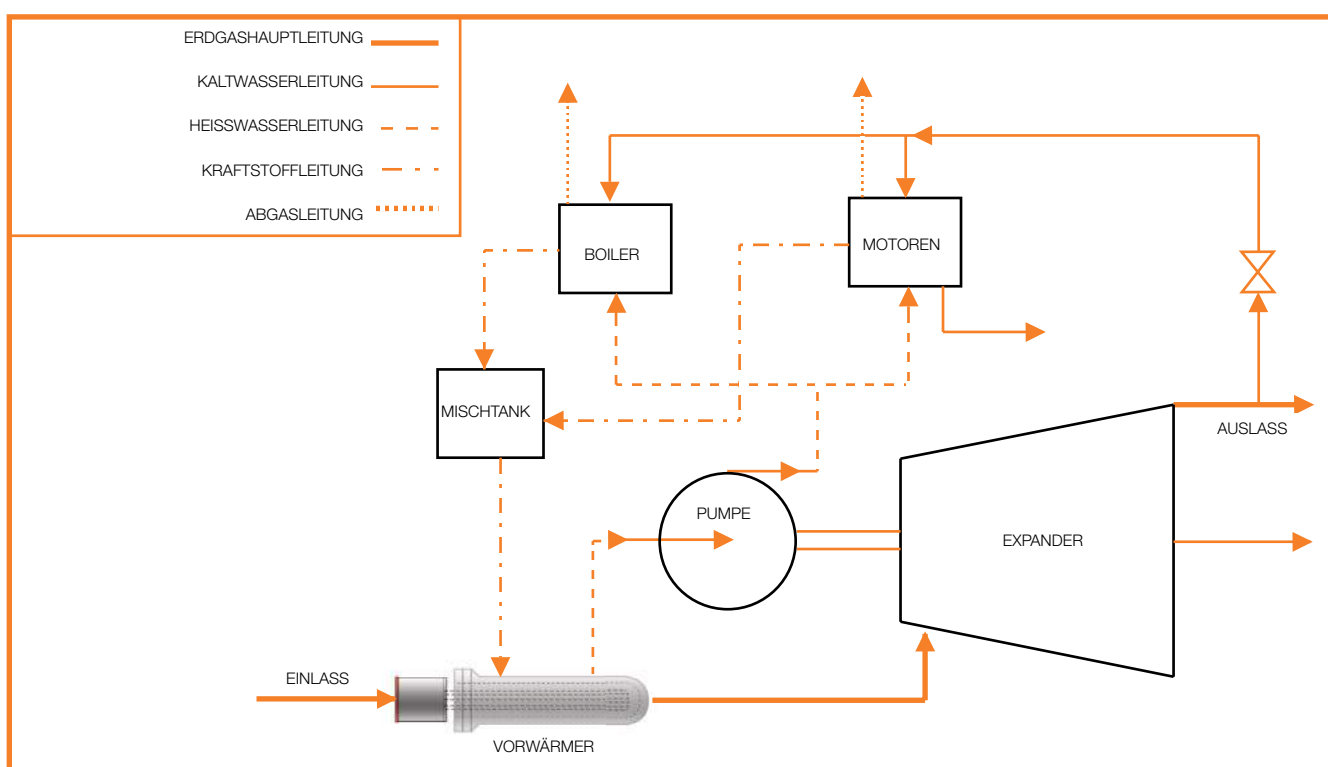 ERDGASHAUPTLEITUNG
KALTWASSERLEITUNG
HEISSWASSERLEITUNG
KRAFTSTOFFLEITUNG
ABGASLEITUNG
BOILER
MOTOREN
MISCHTANK
AUSLASS
PUMPE
EXPANDER
EINLASS
VORWÄRMER